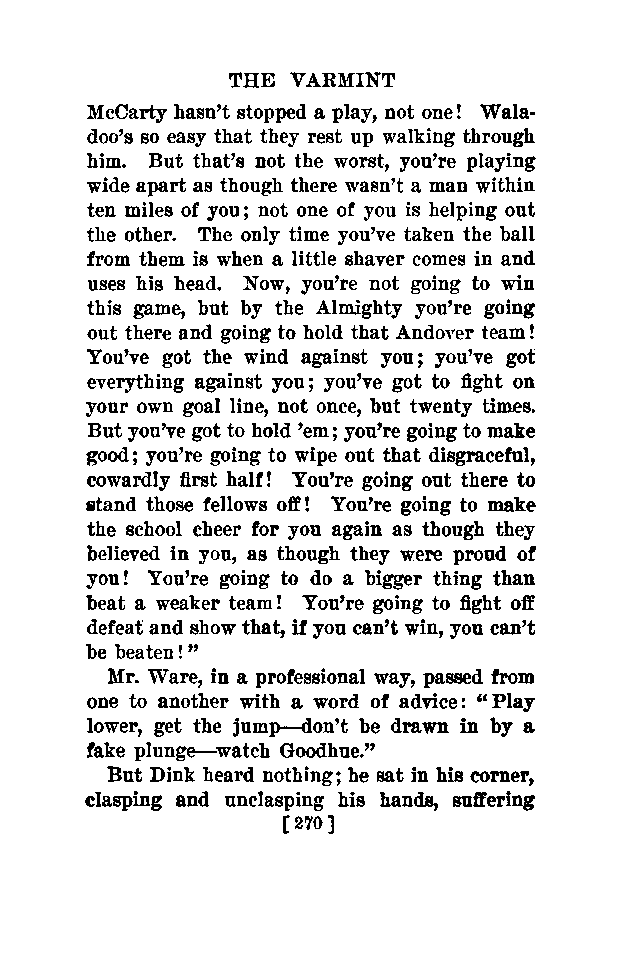 THE VARMINT
McCarty hasn't stopped a play, not one! Wala-
doo's so easy that they rest up walking through
him. But that's not the worst, you're playing
wide apart as though there wasn't a man within
ten miles of you; not one of you is helping out
the other. The only time you've taken the ball
from them is when a little shaver comes in and
uses his head. Now, you're not going to win
this game, but by the Almighty you're going
out there and going to hold that Andover team!
You've got the wind against you; you've got
everything against you; you've got to fight on
your own goal line, not once, but twenty times.
But you've got to hold 'em; you're going to make
good; you're going to wipe out that disgraceful,
cowardly first half! You're going out there to
stand those fellows off! You're going to make
the school cheer for you again as though they
believed in you, as though they were proud of
you! You're going to do a bigger thing than
beat a weaker team! You're going to fight off
defeat and show that, if you can't win, you can't
be beaten!"
Mr. Ware, in a professional way, passed from
one to another with a word of advice: "Play
lower, get the jump—don't be drawn in by a
fake plunge—watch Goodhue."
But Dink heard nothing; he sat in his corner,
clasping and unclasping his hands, suffering
[270]